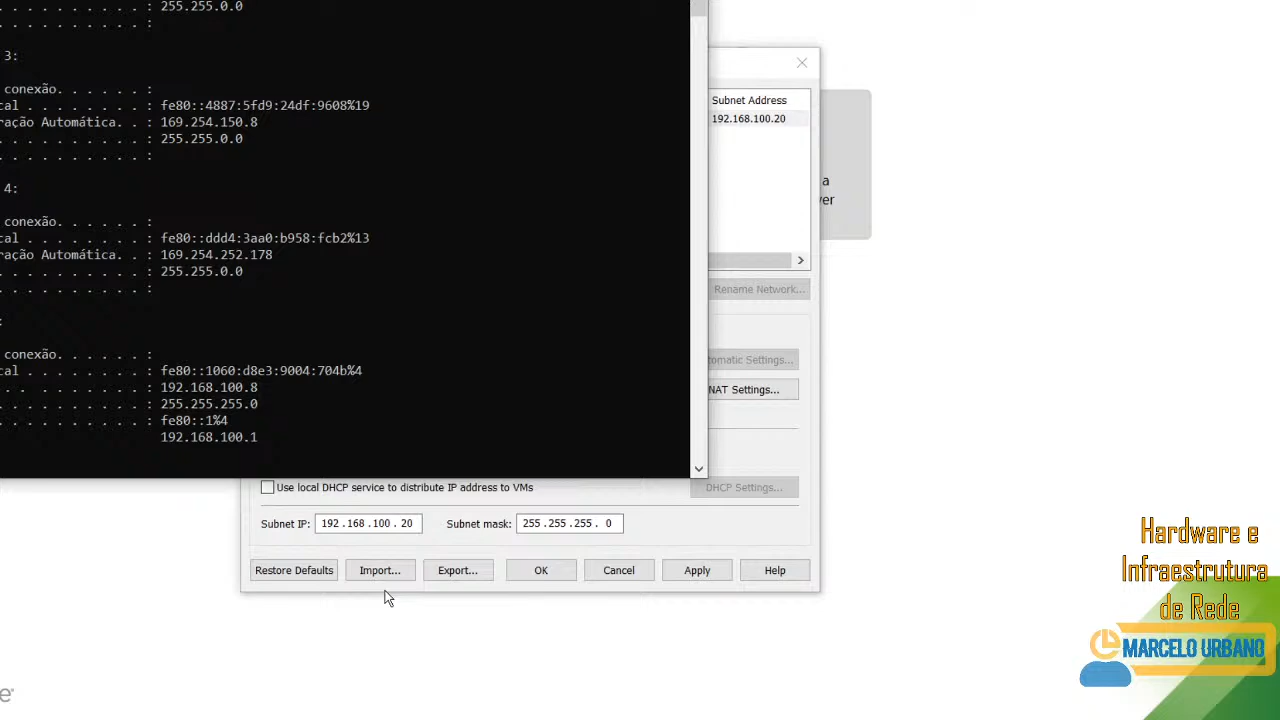 . . . . . . . . . . : 255.255.0.0
. . . . . . . . . . :
3:
conexão. . . . . . :
cal . . . . . . . . : fe80::4887:5fd9:24df:9608%19
ração Automática. . : 169.254.150.8
. . . . . . . . . . : 255.255.0.0
. . . . . . . . . . :
4:
conexão. . . . . . :
cal . . . . . . . . : fe80::ddd4:3aa0:b958:fcb2%13
ração Automática. . : 169.254.252.178
. . . . . . . . . . : 255.255.0.0
. . . . . . . . . . :
:
conexão. . . . . . :
cal . . . . . . . . : fe80::1060:d8e3:9004:704b%4
. . . . . . . . . . : 192.168.100.8
. . . . . . . . . . : 255.255.255.0
. . . . . . . . . . : fe80::1%4
192.168.100.1
Subnet Address
192.168.100.20
a
ver
Rename Network...
tomatic Settings...
NAT Settings...
Use local DHCP service to distribute IP address to VMs
DHCP Settings...
Subnet IP: 192 . 168 . 100 . 20 Subnet mask: 255 . 255 . 255 . 0
Restore Defaults Import... Export... OK Cancel Apply Help
Hardware e
Infraestrutura
de Rede
MARCELO URBANO
e